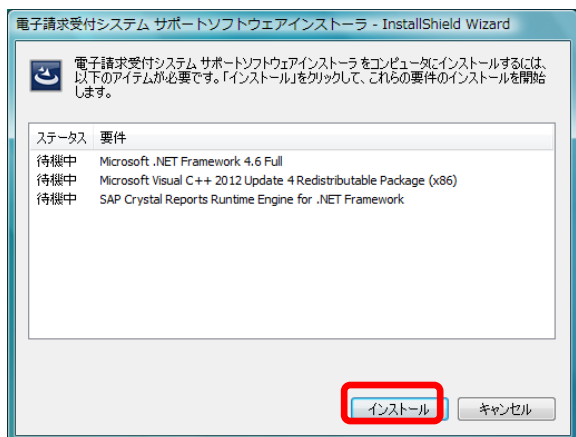 電子請求受付システム サポートソフトウェアインストーラ - InstallShield Wizard
電子請求受付システム サポートソフトウェアインストーラ をコンピュータにインストールするには、
以下のアイテムが必要です。「インストール」をクリックして、これらの要件のインストールを開始
します。
ステータス 要件
待機中 Microsoft .NET Framework 4.6 Full
待機中 Microsoft Visual C++ 2012 Update 4 Redistributable Package (x86)
待機中 SAP Crystal Reports Runtime Engine for .NET Framework
インストール キャンセル